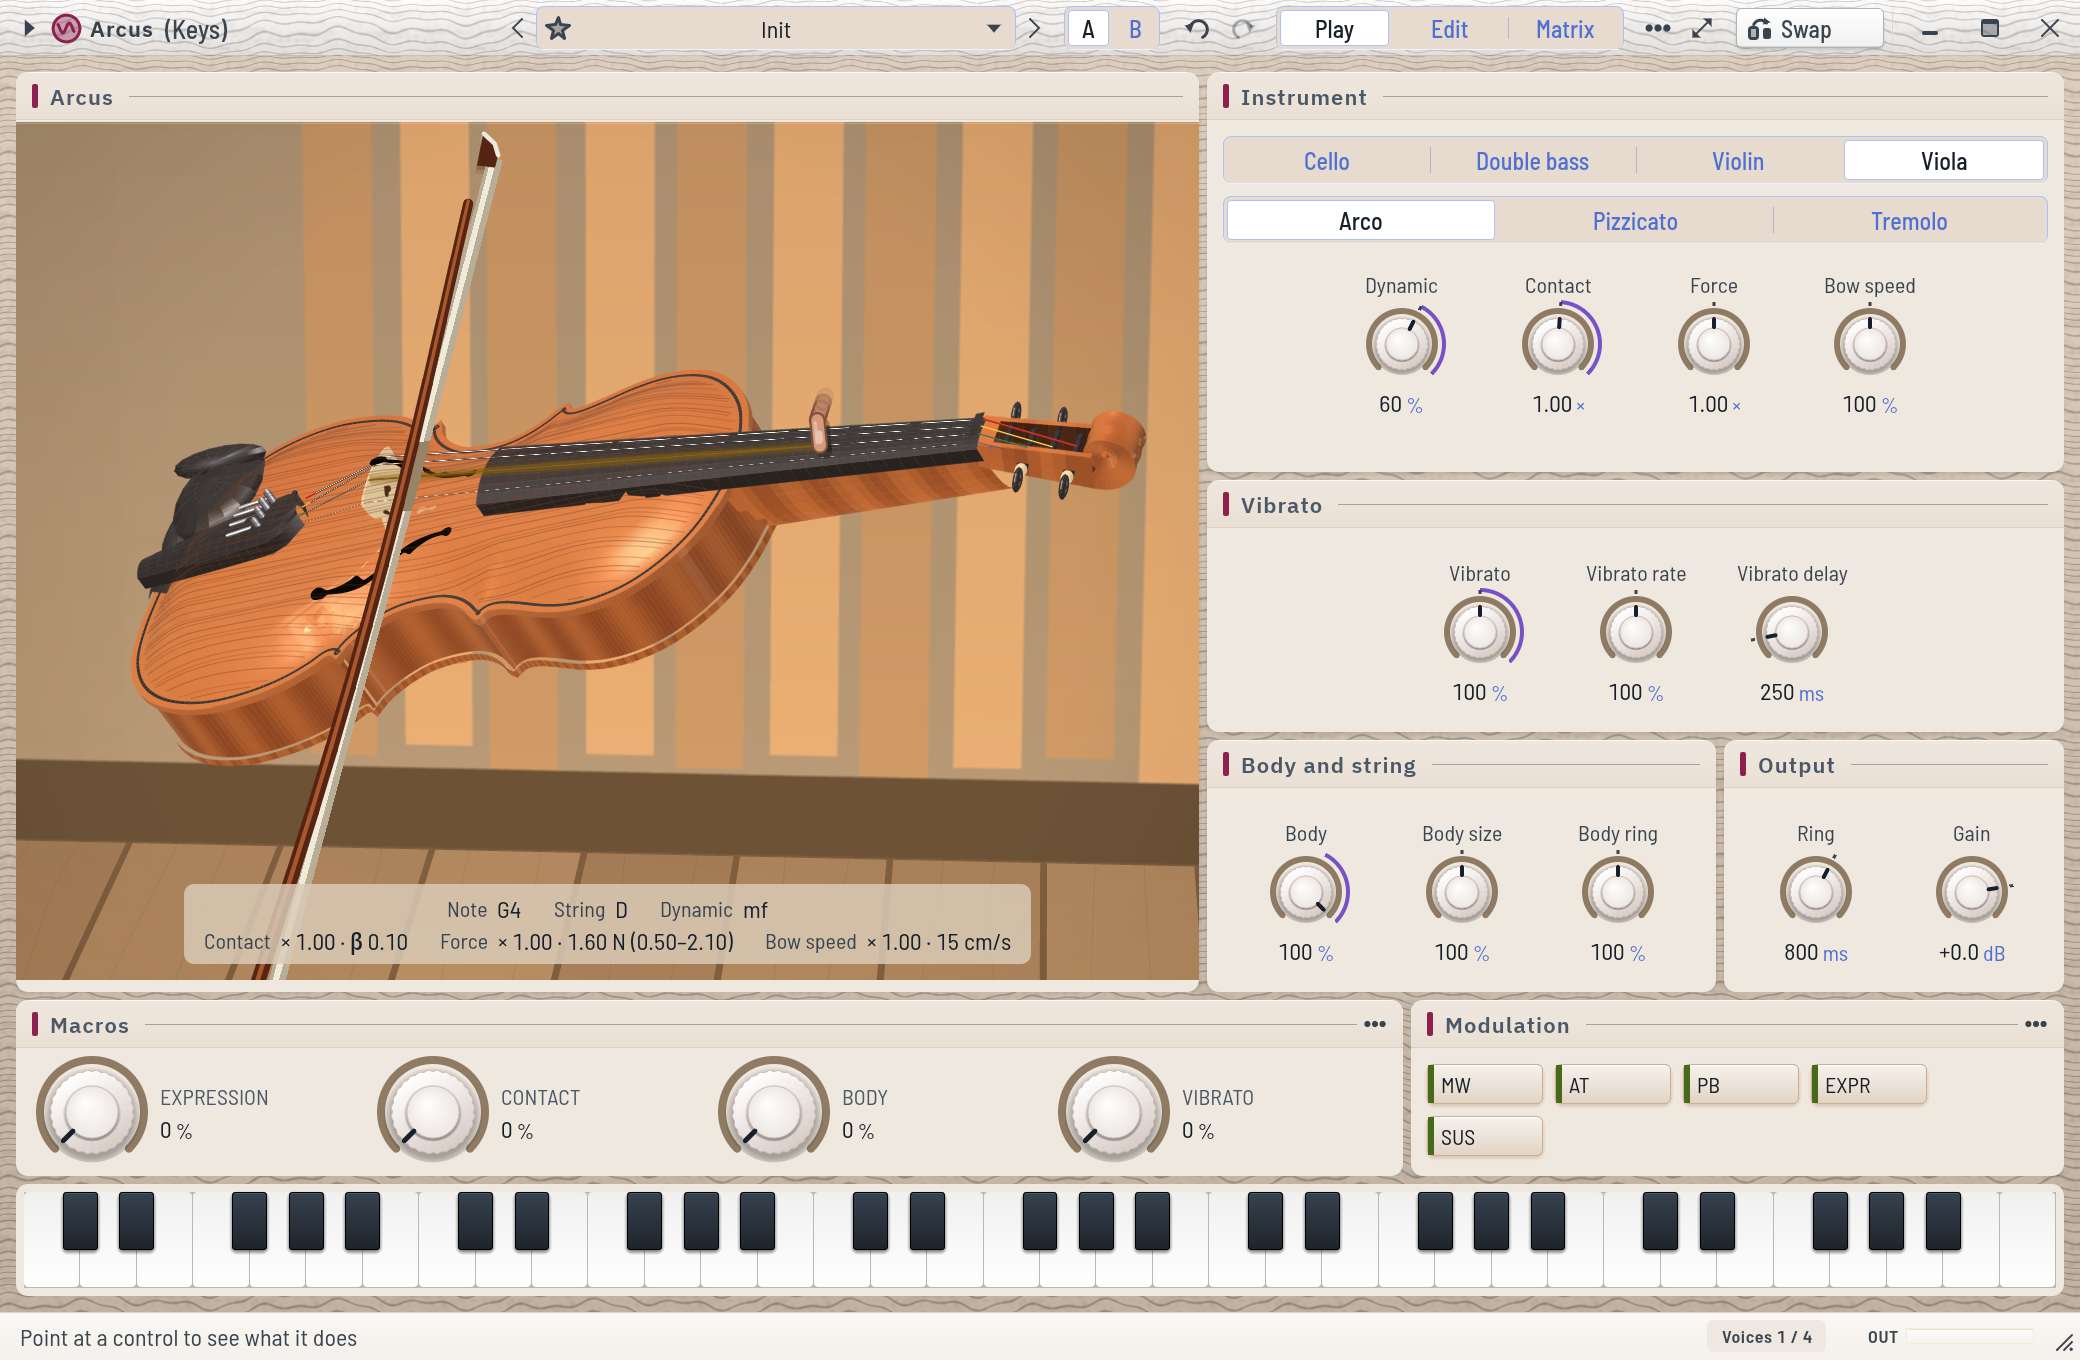 Arcus (Keys)
Init
A B
Play Edit Matrix
Swap
Arcus
Note G4 String D Dynamic mf
Contact × 1.00 · β 0.10 Force × 1.00 · 1.60 N (0.50–2.10) Bow speed × 1.00 · 15 cm/s
Instrument
Cello Double bass Violin Viola
Arco Pizzicato Tremolo
Dynamic Contact Force Bow speed
60 % 1.00 × 1.00 × 100 %
Vibrato
Vibrato Vibrato rate Vibrato delay
100 % 100 % 250 ms
Body and string
Body Body size Body ring
100 % 100 % 100 %
Output
Ring Gain
800 ms +0.0 dB
Macros
EXPRESSION
0 %
CONTACT
0 %
BODY
0 %
VIBRATO
0 %
Modulation
MW AT PB EXPR
SUS
Point at a control to see what it does
Voices 1 / 4 OUT